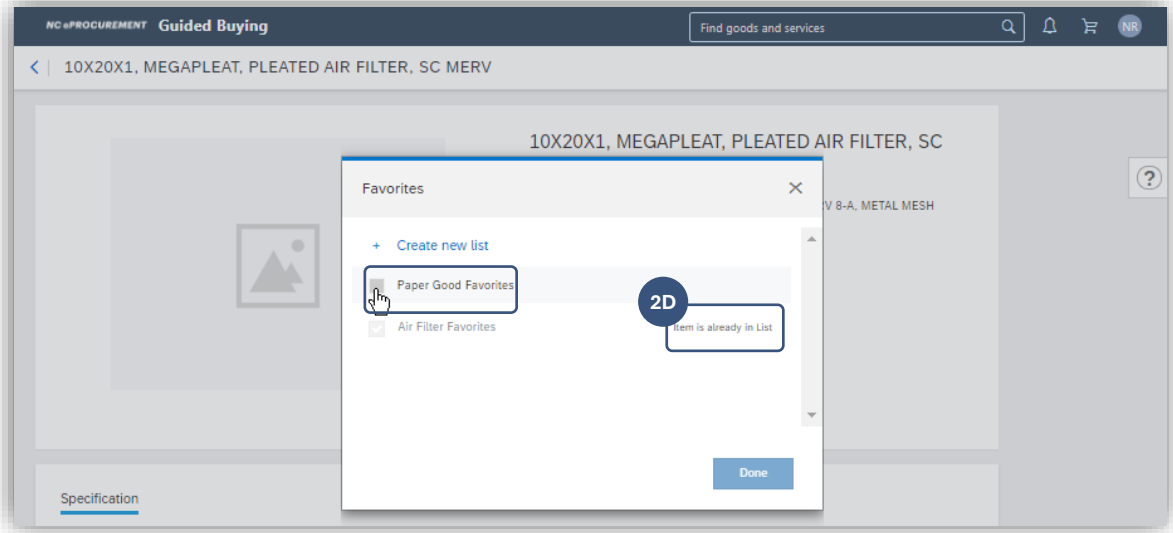 NC ePROCUREMENT Guided Buying
Find goods and services
NR
10X20X1, MEGAPLEAT, PLEATED AIR FILTER, SC MERV
10X20X1, MEGAPLEAT, PLEATED AIR FILTER, SC
V 8-A, METAL MESH
?
Favorites
+ Create new list
Paper Good Favorites
2D
Air Filter Favorites
Item is already in List
Done
Specification